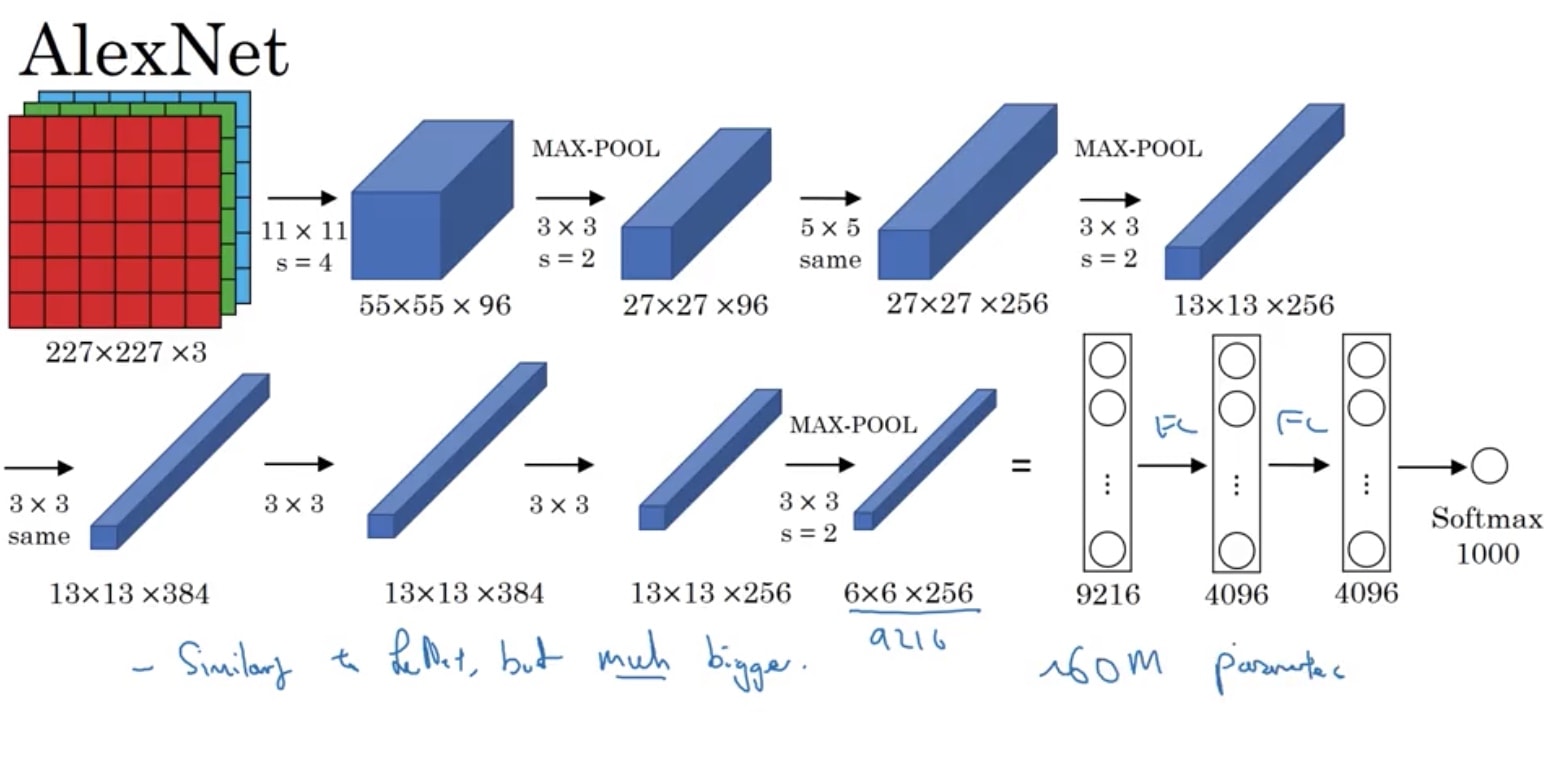 AlexNet
MAX-POOL
MAX-POOL
11 × 11
s = 4
3 × 3
s = 2
5 × 5
same
3 × 3
s = 2
227×227 ×3
55×55 × 96
27×27 ×96
27×27 ×256
13×13 ×256
MAX-POOL
FC
FC
3 × 3
same
3 × 3
3 × 3
3 × 3
s = 2
=
⋮
⋮
⋮
Softmax
1000
13×13 ×384
13×13 ×384
13×13 ×256
6×6 ×256
9216
4096
4096
9216
- Similary to LeNet, but much bigger.
~60M